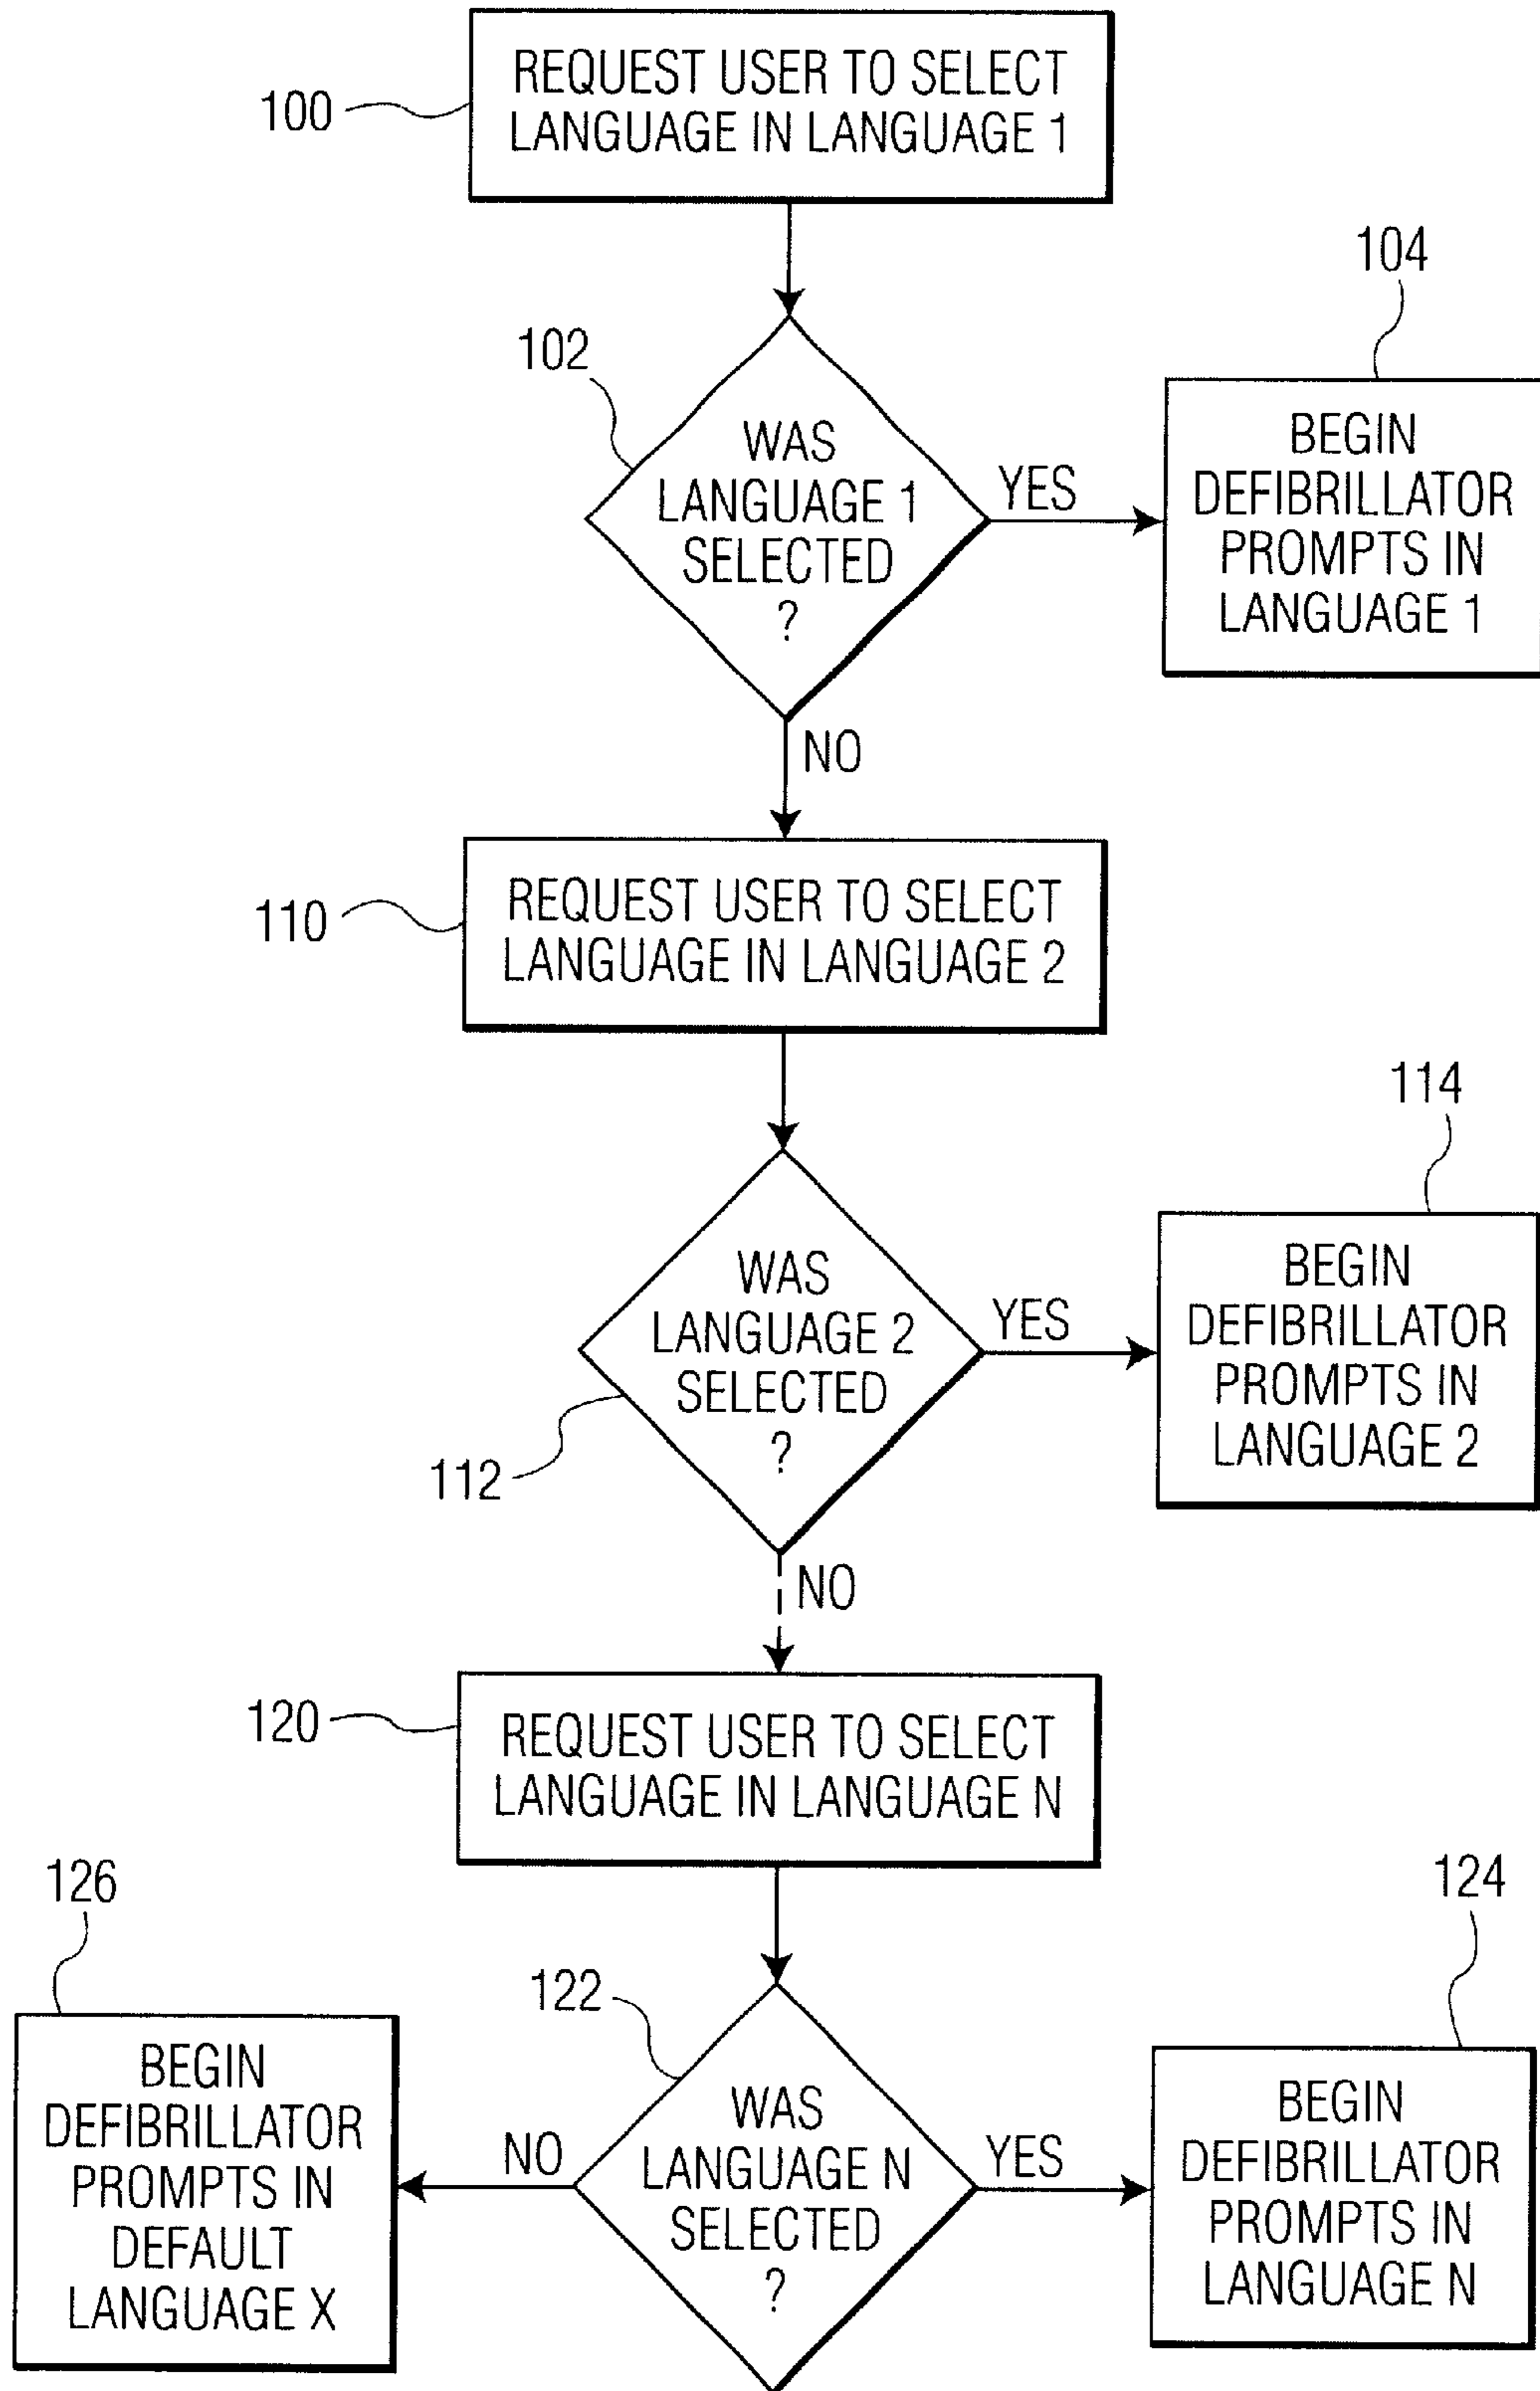 REQUEST USER TO SELECT
LANGUAGE IN LANGUAGE 1
100
104
102
WAS
LANGUAGE 1
SELECTED
?
YES
BEGIN
DEFIBRILLATOR
PROMPTS IN
LANGUAGE 1
NO
110
REQUEST USER TO SELECT
LANGUAGE IN LANGUAGE 2
114
WAS
LANGUAGE 2
SELECTED
?
YES
BEGIN
DEFIBRILLATOR
PROMPTS IN
LANGUAGE 2
112
NO
120
REQUEST USER TO SELECT
LANGUAGE IN LANGUAGE N
126
124
122
BEGIN
DEFIBRILLATOR
PROMPTS IN
DEFAULT
LANGUAGE X
NO
WAS
LANGUAGE N
SELECTED
?
YES
BEGIN
DEFIBRILLATOR
PROMPTS IN
LANGUAGE N